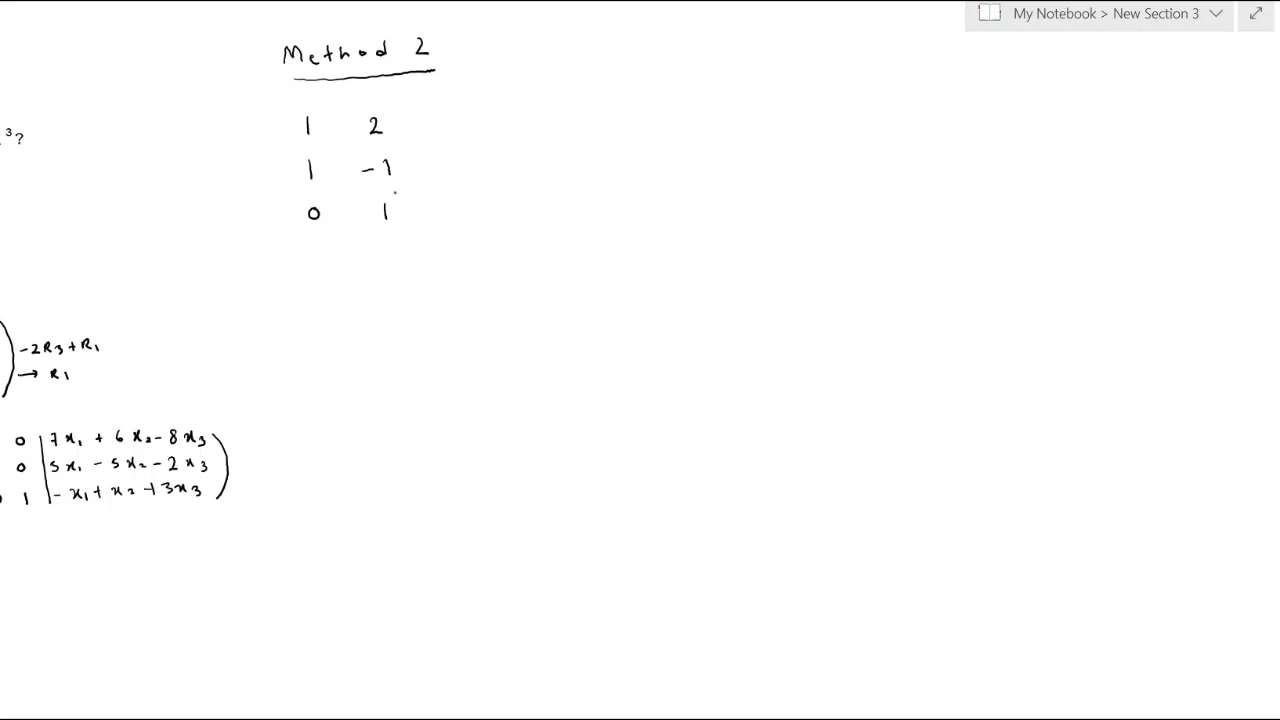 My Notebook > New Section 3
Method 2
³?
1 2
1 -1
0 1
-2R₃+R₁
→ R₁
0 7x₁ + 6x₂ - 8x₃
0 5x₁ - 5x₂ - 2x₃
0 1 -x₁ + x₂ + 3x₃